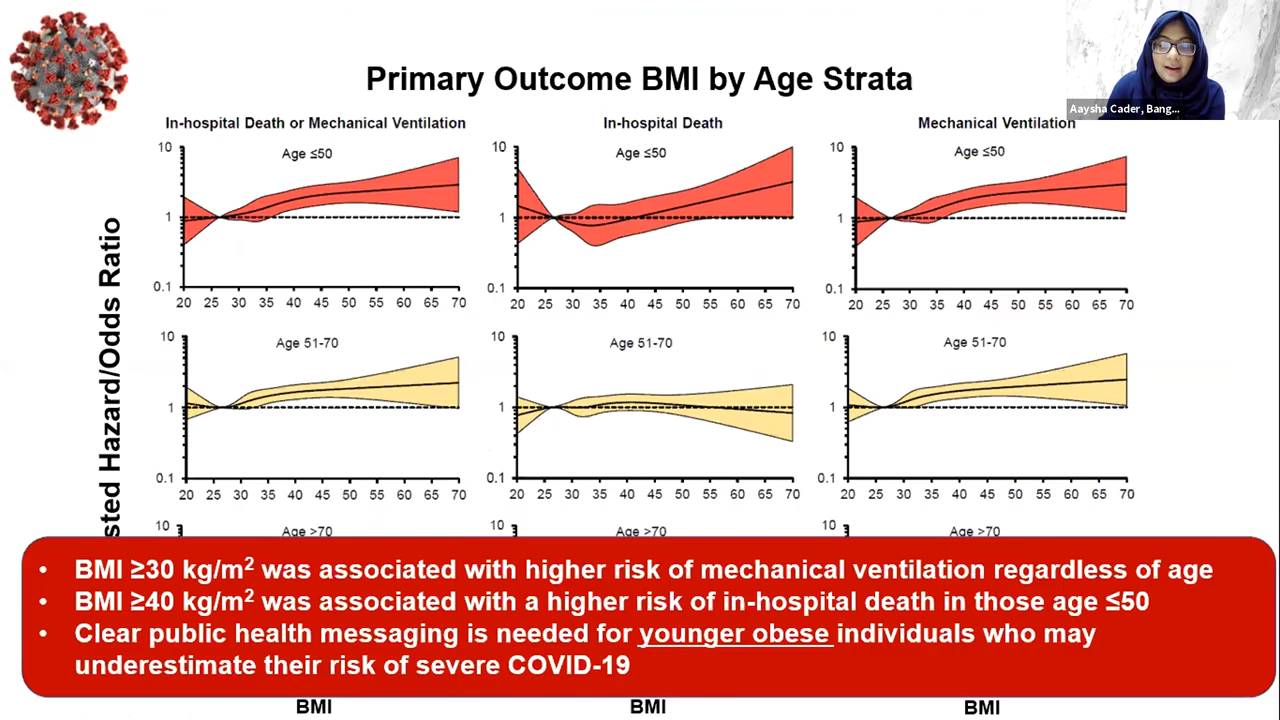 Primary Outcome BMI by Age Strata
Aaysha Cader, Bang...
In-hospital Death or Mechanical Ventilation
In-hospital Death
Mechanical Ventilation
Age ≤50
Age ≤50
Age ≤50
10
1
0.1
20 25 30 35 40 45 50 55 60 65 70
10
1
0.1
20 25 30 35 40 45 50 55 60 65 70
10
1
0.1
20 25 30 35 40 45 50 55 60 65 70
sted Hazard/Odds Ratio
Age 51-70
Age 51-70
Age 51-70
10
1
0.1
20 25 30 35 40 45 50 55 60 65 70
10
1
0.1
20 25 30 35 40 45 50 55 60 65 70
10
1
0.1
20 25 30 35 40 45 50 55 60 65 70
10
Age >70
10
Age >70
10
Age >70
• BMI ≥30 kg/m² was associated with higher risk of mechanical ventilation regardless of age
• BMI ≥40 kg/m² was associated with a higher risk of in-hospital death in those age ≤50
• Clear public health messaging is needed for younger obese individuals who may
underestimate their risk of severe COVID-19
BMI
BMI
BMI